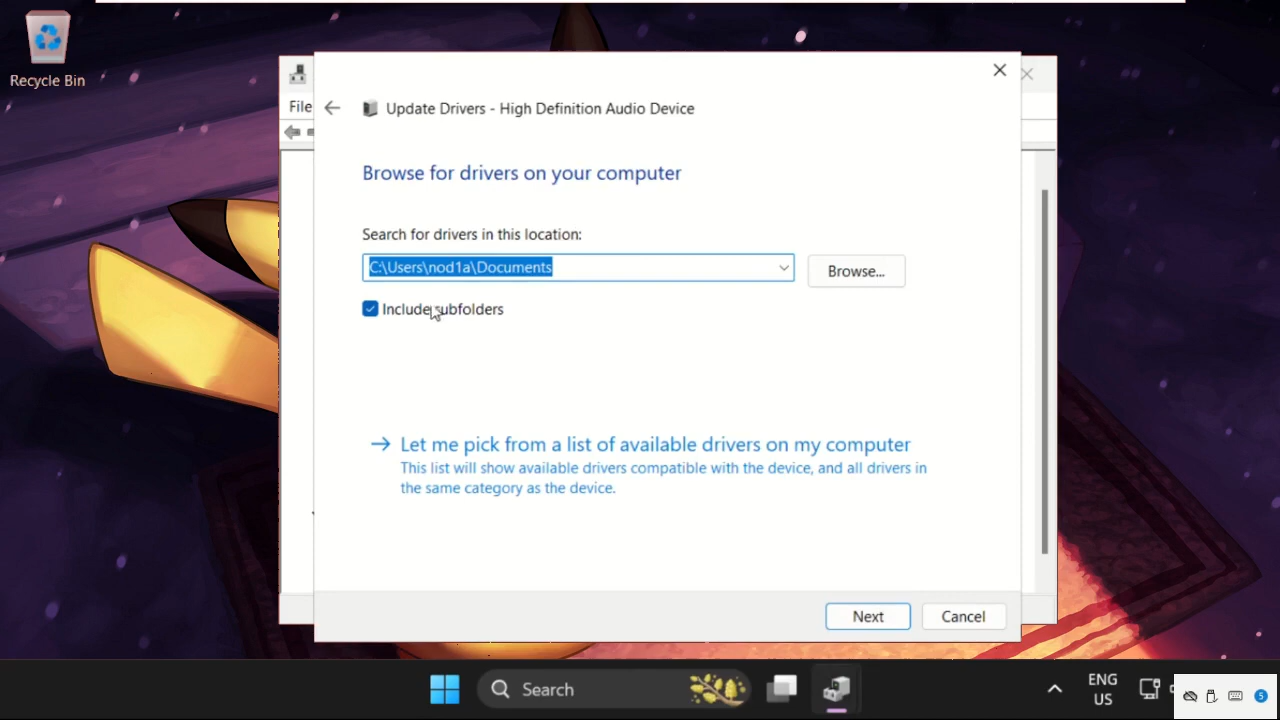 Recycle Bin
File
Update Drivers - High Definition Audio Device
Browse for drivers on your computer
Search for drivers in this location:
C:\Users\nod1a\Documents
Browse...
Include subfolders
Let me pick from a list of available drivers on my computer
This list will show available drivers compatible with the device, and all drivers in
the same category as the device.
Next
Cancel
Search
ENG
US
5